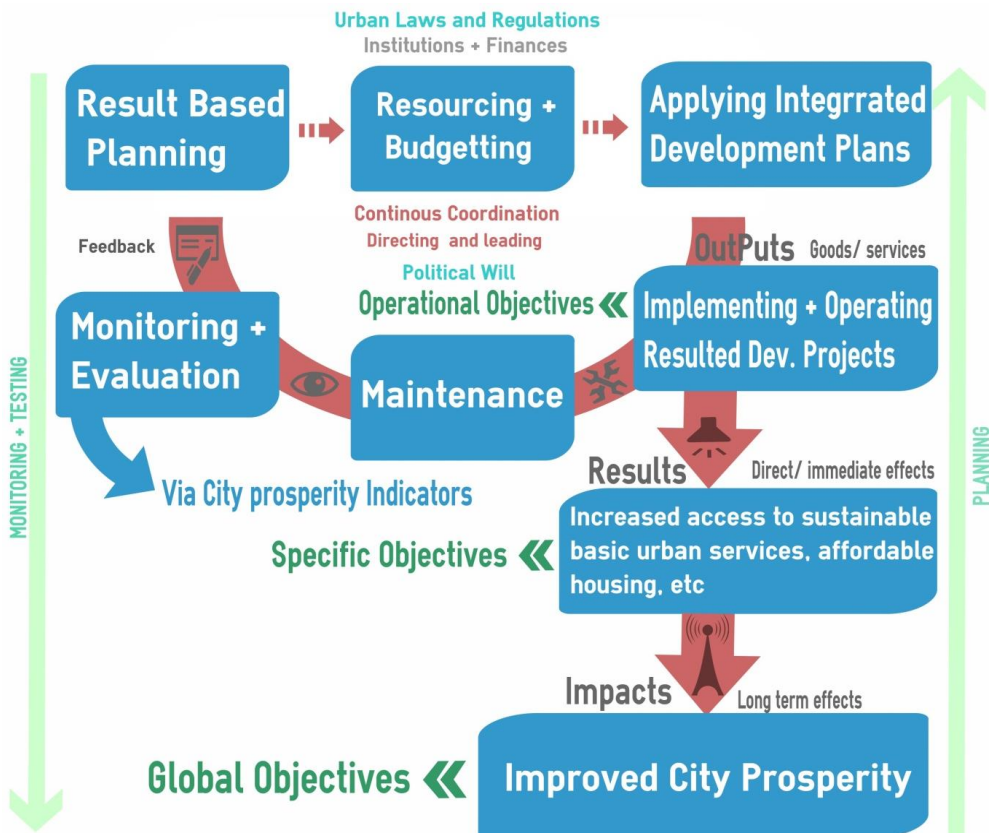 Urban Laws and Regulations
Institutions + Finances
Result Based
Planning
Resourcing +
Budgetting
Applying Integrrated
Development Plans
Continous Coordination
Directing and leading
Political Will
Feedback
OutPuts
Goods/ services
Operational Objectives
Implementing + Operating
Resulted Dev. Projects
Monitoring +
Evaluation
Maintenance
Via City prosperity Indicators
Results
Direct/ immediate effects
Specific Objectives
Increased access to sustainable
basic urban services, affordable
housing, etc
Impacts
Long term effects
Global Objectives
Improved City Prosperity
MONITORING + TESTING
PLANNING